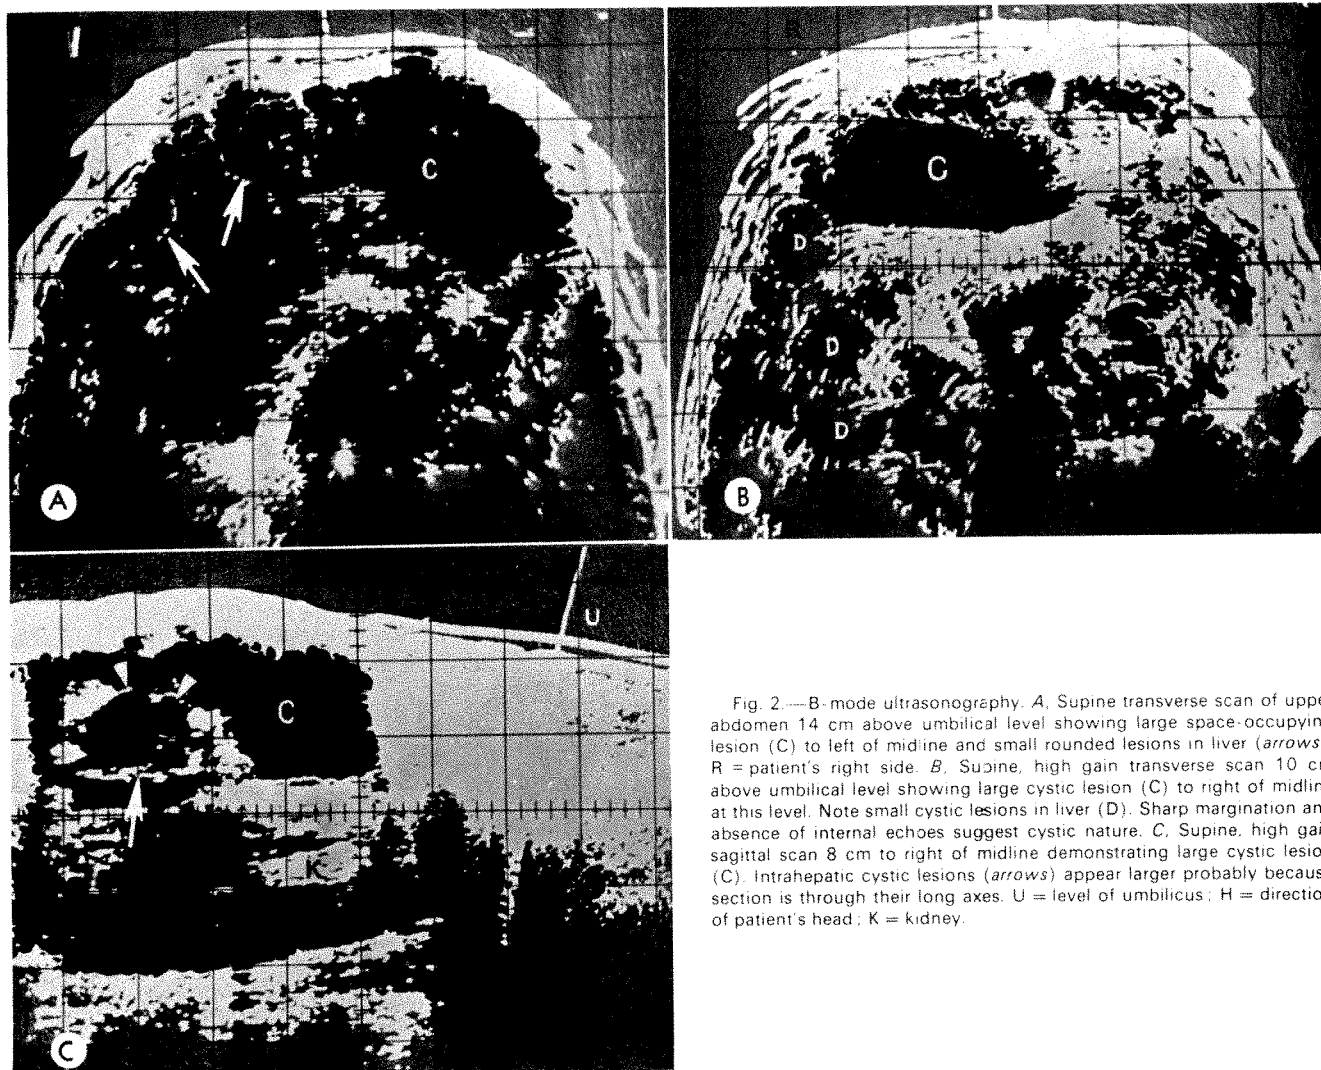 C
A
C
D
D
D
B
U
C
K
C
Fig. 2.—B-mode ultrasonography. A, Supine transverse scan of uppe
abdomen 14 cm above umbilical level showing large space-occupyin
lesion (C) to left of midline and small rounded lesions in liver (arrows
R = patient's right side. B, Supine, high gain transverse scan 10 c
above umbilical level showing large cystic lesion (C) to right of midlin
at this level. Note small cystic lesions in liver (D). Sharp margination an
absence of internal echoes suggest cystic nature. C, Supine, high gai
sagittal scan 8 cm to right of midline demonstrating large cystic lesio
(C). Intrahepatic cystic lesions (arrows) appear larger probably becaus
section is through their long axes. U = level of umbilicus; H = directio
of patient's head; K = kidney.